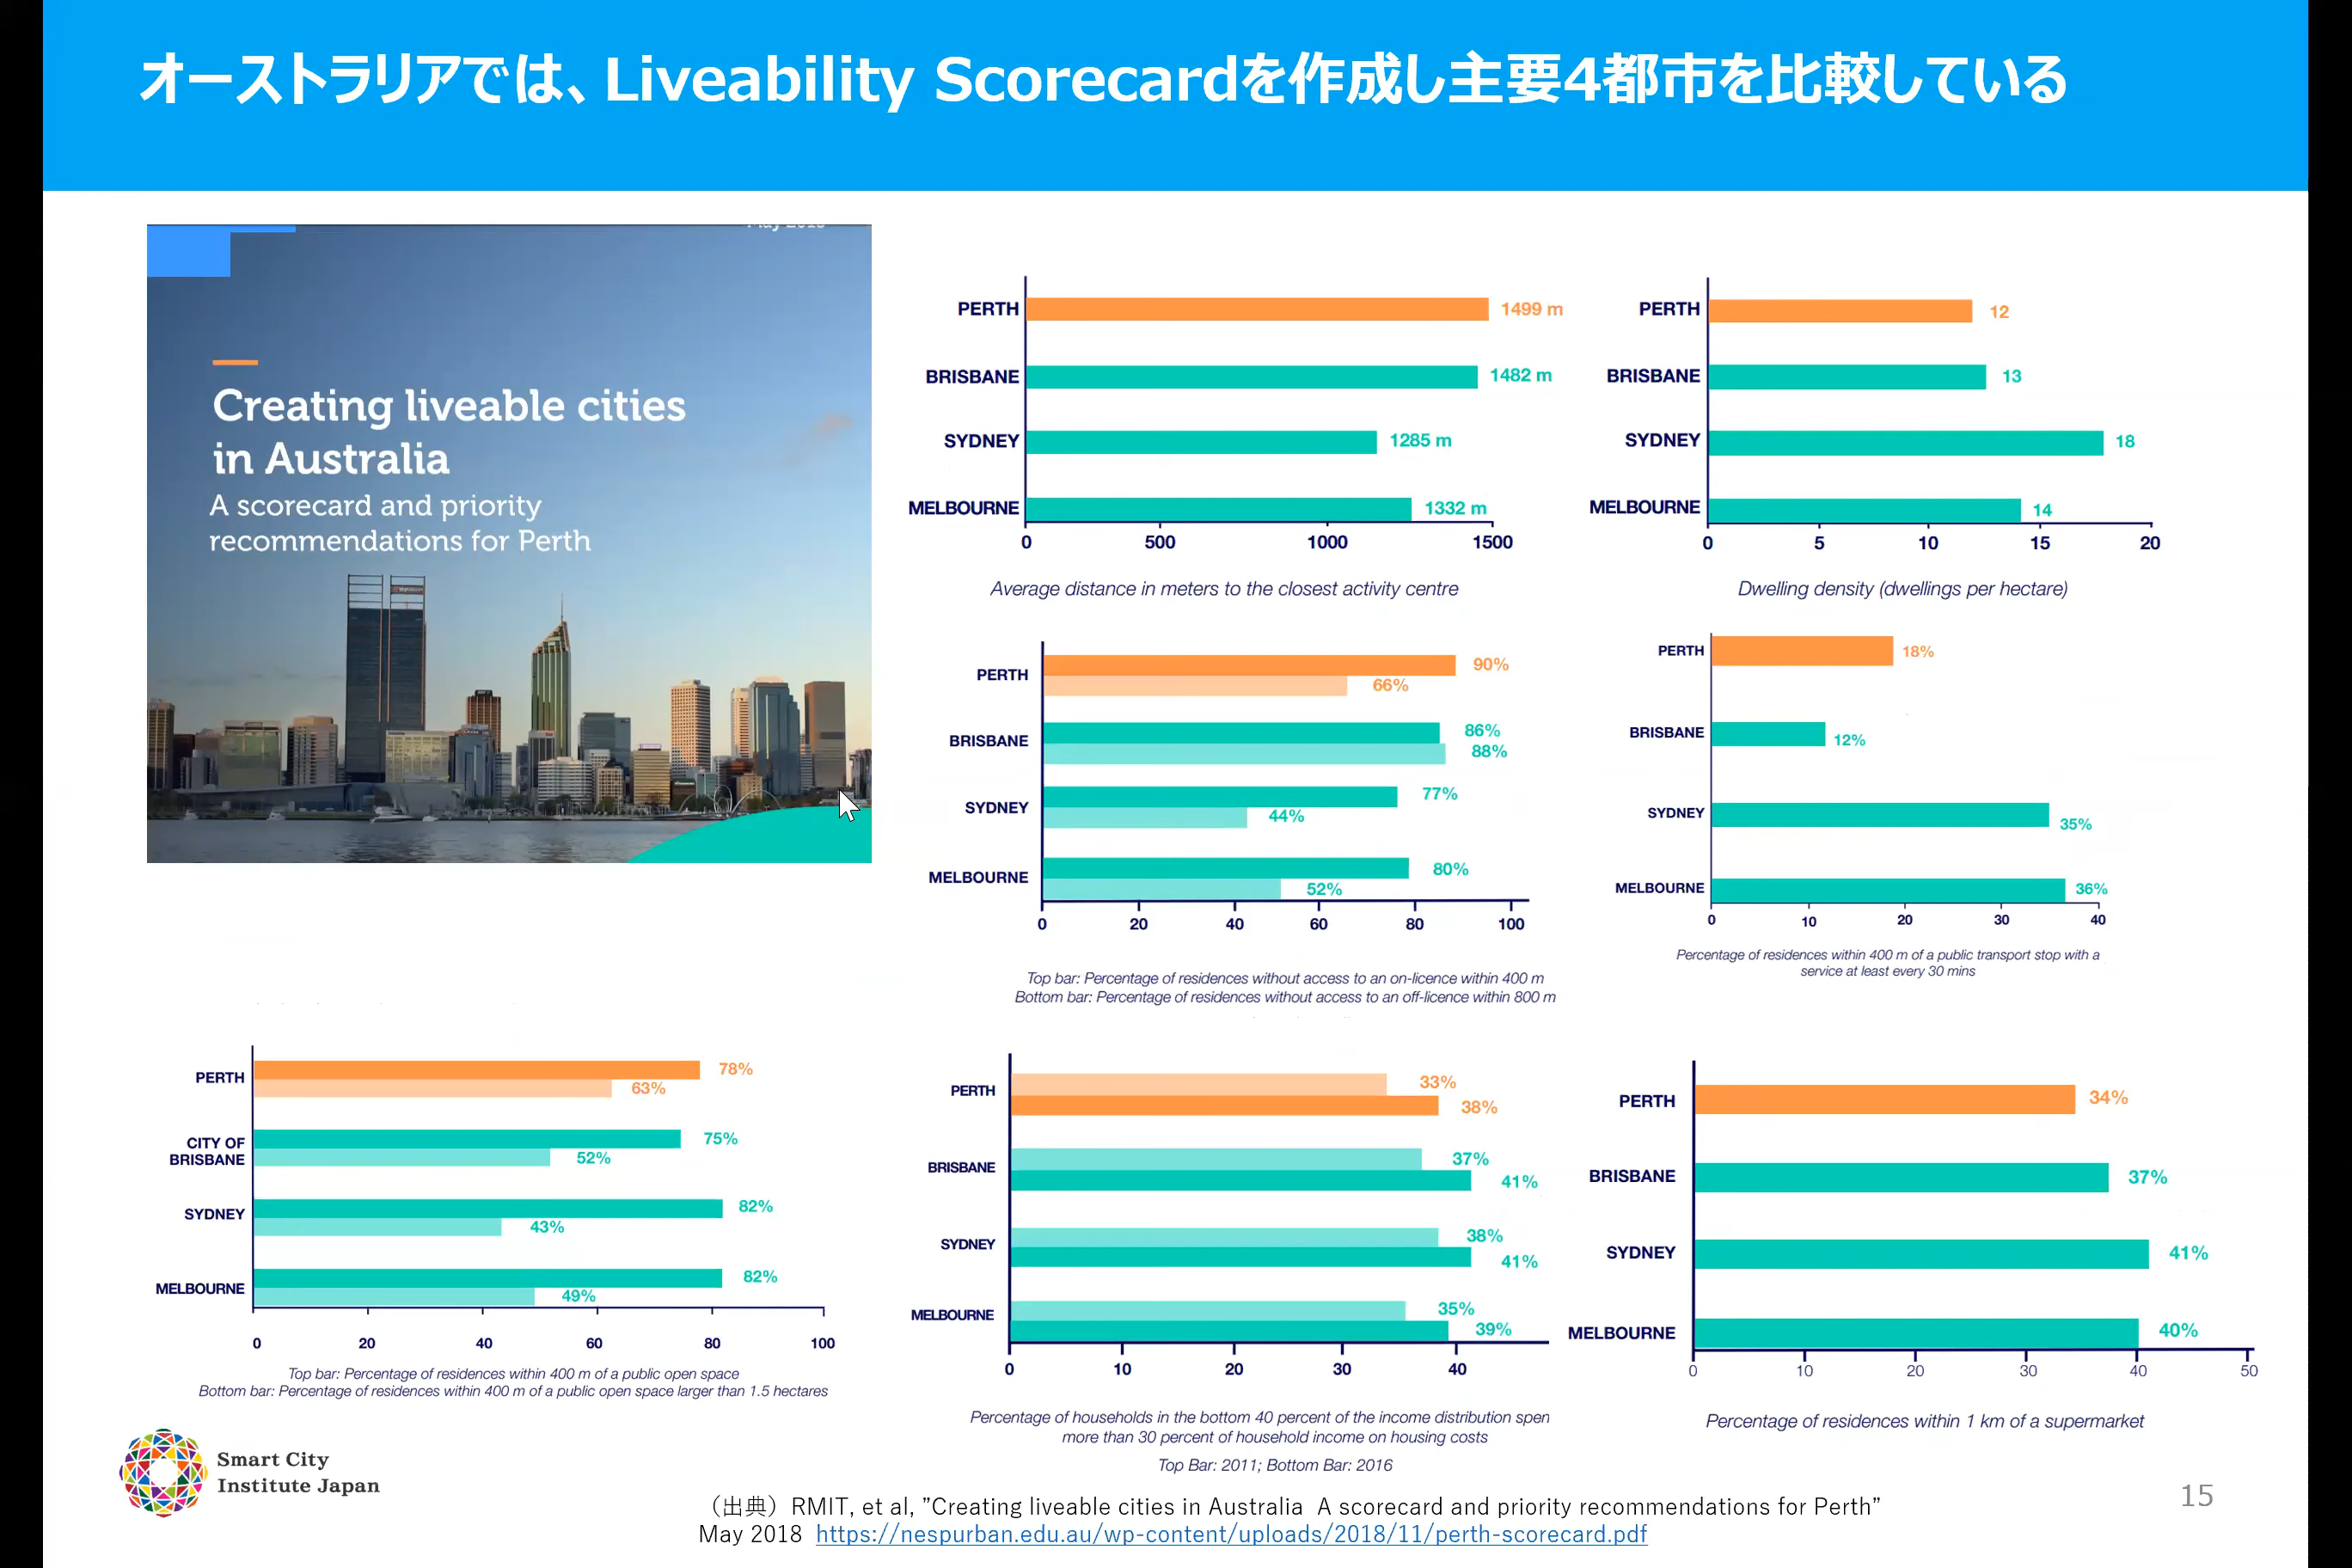 オーストラリアでは、Liveability Scorecardを作成し主要4都市を比較している
Creating liveable cities
in Australia
A scorecard and priority
recommendations for Perth
PERTH 1499 m
BRISBANE 1482 m
SYDNEY 1285 m
MELBOURNE 1332 m
0 500 1000 1500
Average distance in meters to the closest activity centre
PERTH 12
BRISBANE 13
SYDNEY 18
MELBOURNE 14
0 5 10 15 20
Dwelling density (dwellings per hectare)
PERTH 90%
66%
BRISBANE 86%
88%
SYDNEY 77%
44%
MELBOURNE 80%
52%
0 20 40 60 80 100
Top bar: Percentage of residences without access to an on-licence within 400 m
Bottom bar: Percentage of residences without access to an off-licence within 800 m
PERTH 18%
BRISBANE 12%
SYDNEY 35%
MELBOURNE 36%
0 10 20 30 40
Percentage of residences within 400 m of a public transport stop with a
service at least every 30 mins
PERTH 78%
63%
CITY OF
BRISBANE 75%
52%
SYDNEY 82%
43%
MELBOURNE 82%
49%
0 20 40 60 80 100
Top bar: Percentage of residences within 400 m of a public open space
Bottom bar: Percentage of residences within 400 m of a public open space larger than 1.5 hectares
PERTH 33%
38%
BRISBANE 37%
41%
SYDNEY 38%
41%
MELBOURNE 35%
39%
0 10 20 30 40
Percentage of households in the bottom 40 percent of the income distribution spen
more than 30 percent of household income on housing costs
Top Bar: 2011; Bottom Bar: 2016
PERTH 34%
BRISBANE 37%
SYDNEY 41%
MELBOURNE 40%
0 10 20 30 40 50
Percentage of residences within 1 km of a supermarket
Smart City
Institute Japan
（出典）RMIT, et al, ”Creating liveable cities in Australia A scorecard and priority recommendations for Perth”
May 2018 https://nespurban.edu.au/wp-content/uploads/2018/11/perth-scorecard.pdf
15